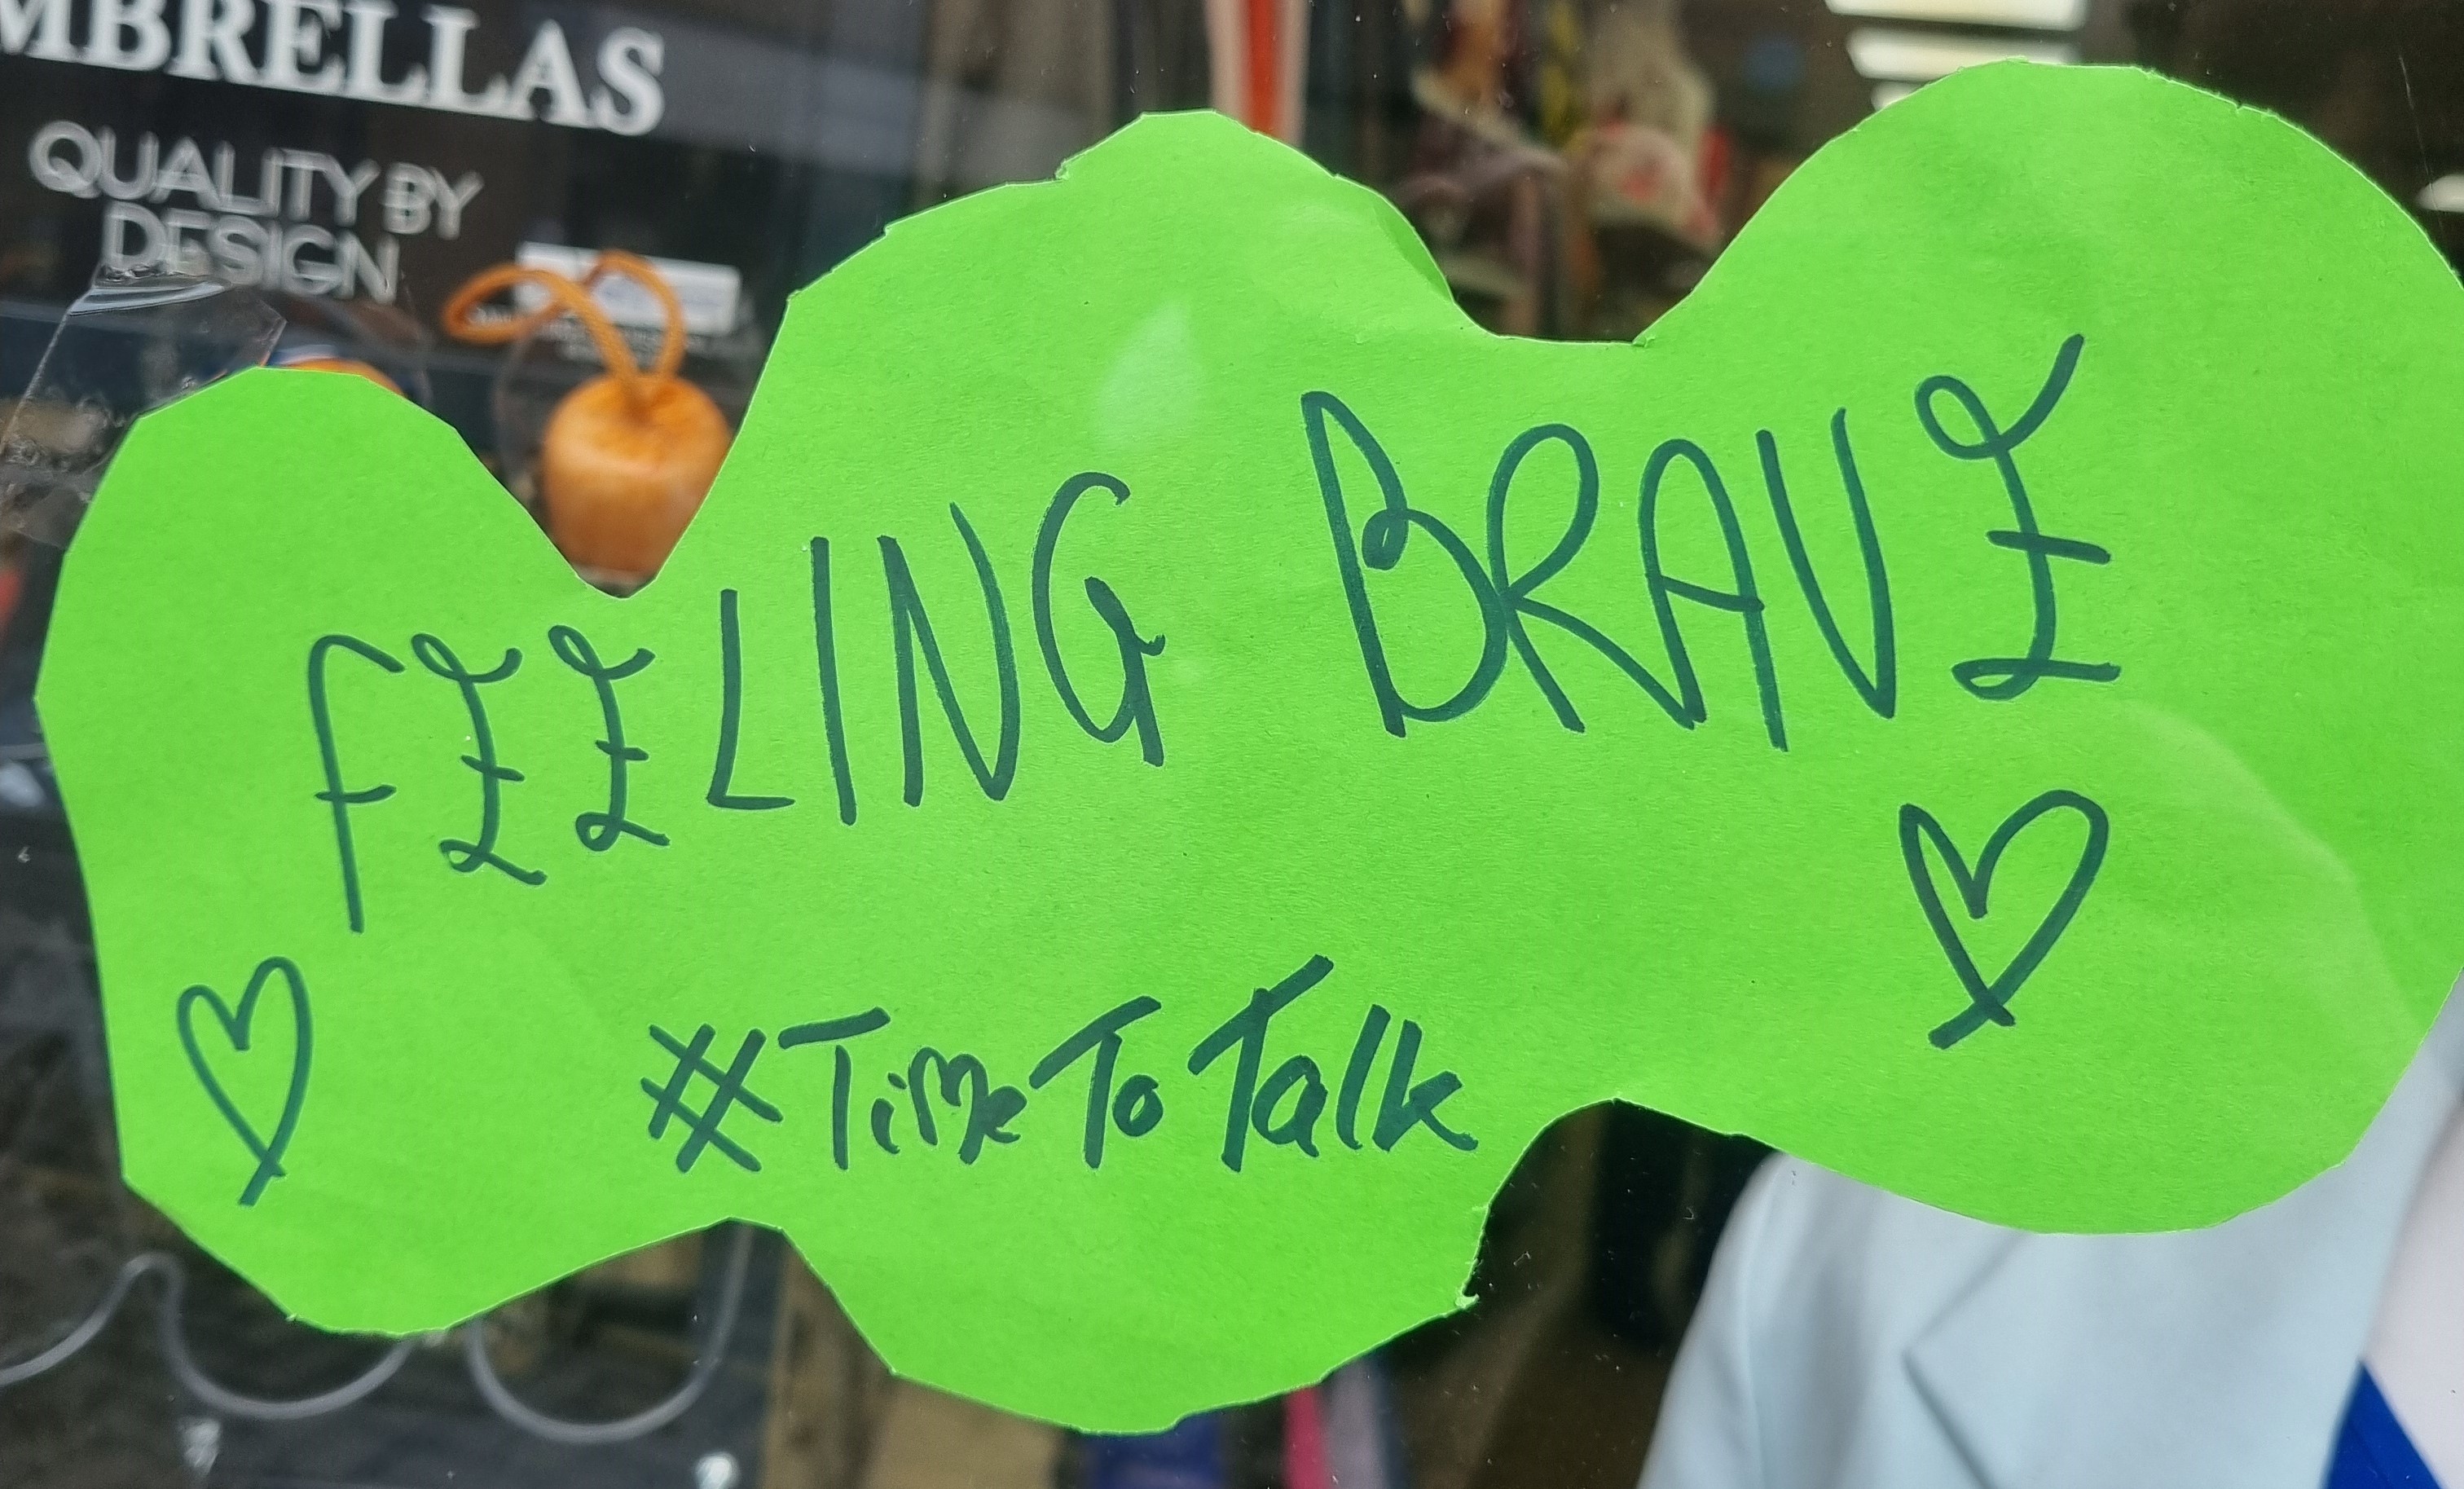 MBRELLAS
QUALITY BY
DESIGN
FEELING BRAVE
#TimeToTalk